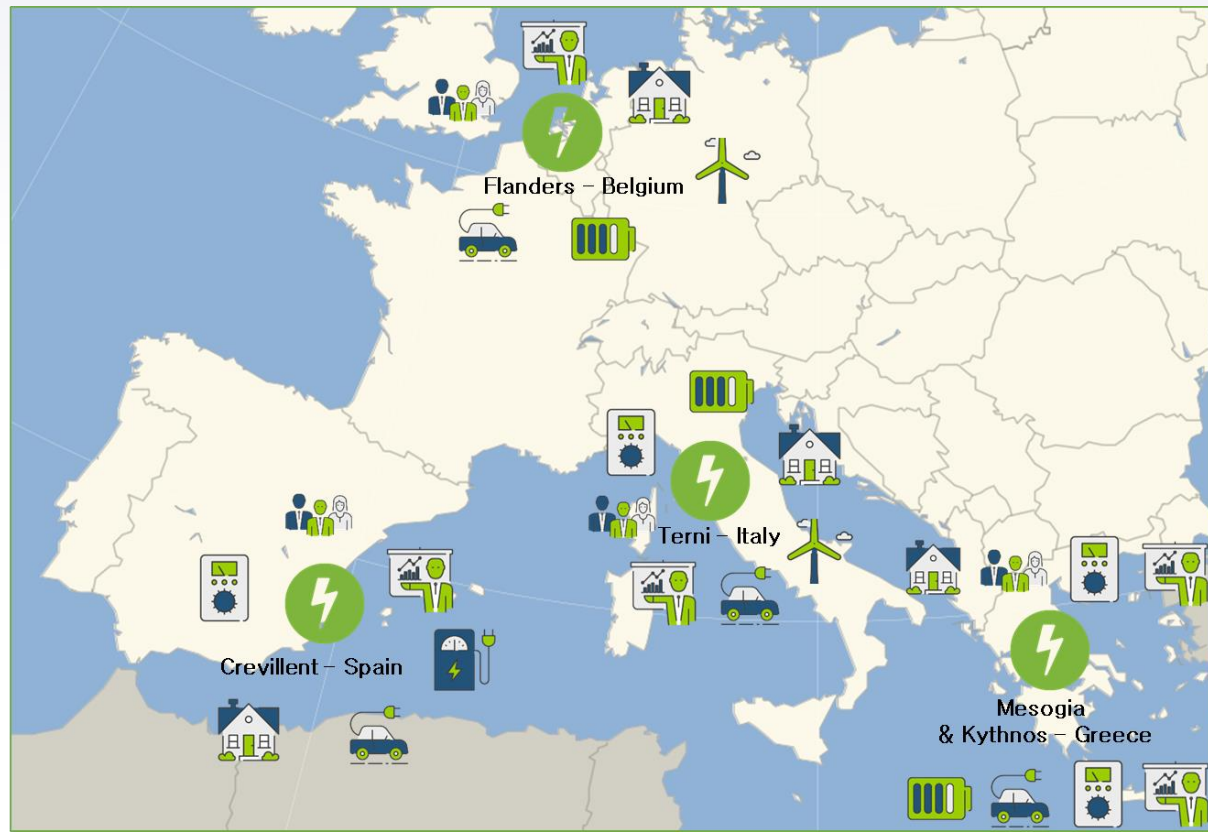 Flanders – Belgium
Terni – Italy
Crevillent – Spain
Mesogia
& Kythnos – Greece